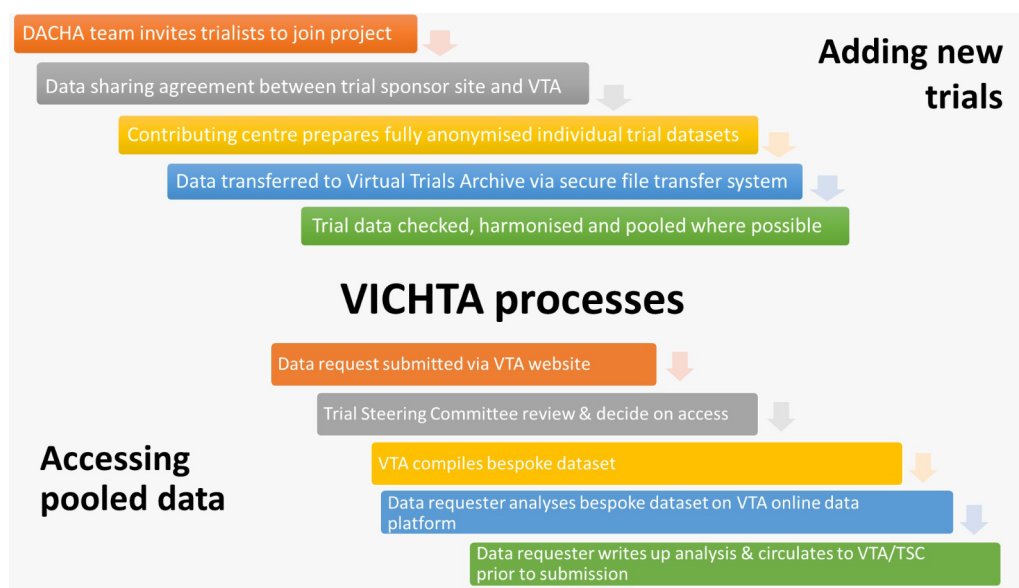 DACHA team invites trialists to join project
Adding new
trials
Data sharing agreement between trial sponsor site and VTA
Contributing centre prepares fully anonymised individual trial datasets
Data transferred to Virtual Trials Archive via secure file transfer system
Trial data checked, harmonised and pooled where possible
VICHTA processes
Data request submitted via VTA website
Trial Steering Committee review & decide on access
Accessing
pooled data
VTA compiles bespoke dataset
Data requester analyses bespoke dataset on VTA online data
platform
Data requester writes up analysis & circulates to VTA/TSC
prior to submission